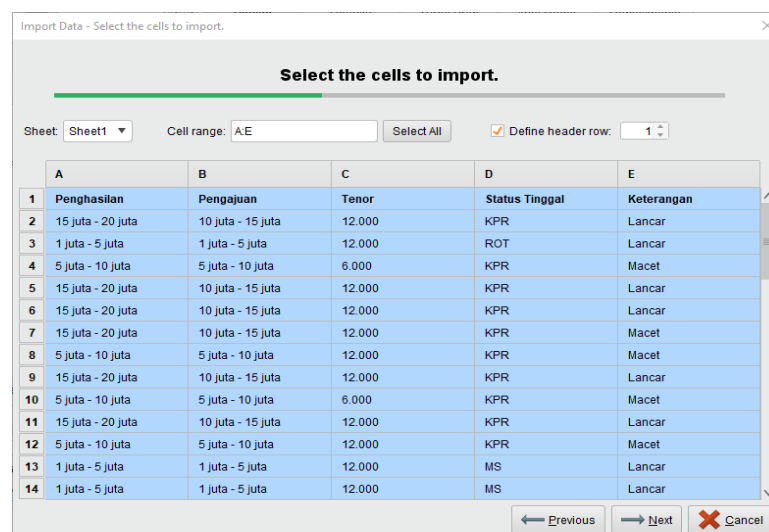 Import Data - Select the cells to import.
Select the cells to import.
Sheet: Sheet1 Cell range: A:E Select All Define header row: 1
A B C D E
1 Penghasilan Pengajuan Tenor Status Tinggal Keterangan
2 15 juta - 20 juta 10 juta - 15 juta 12.000 KPR Lancar
3 1 juta - 5 juta 1 juta - 5 juta 12.000 ROT Lancar
4 5 juta - 10 juta 5 juta - 10 juta 6.000 KPR Macet
5 15 juta - 20 juta 10 juta - 15 juta 12.000 KPR Lancar
6 15 juta - 20 juta 10 juta - 15 juta 12.000 KPR Lancar
7 15 juta - 20 juta 10 juta - 15 juta 12.000 KPR Macet
8 5 juta - 10 juta 5 juta - 10 juta 12.000 KPR Macet
9 15 juta - 20 juta 10 juta - 15 juta 12.000 KPR Lancar
10 5 juta - 10 juta 5 juta - 10 juta 6.000 KPR Macet
11 15 juta - 20 juta 10 juta - 15 juta 12.000 KPR Lancar
12 5 juta - 10 juta 5 juta - 10 juta 12.000 KPR Macet
13 1 juta - 5 juta 1 juta - 5 juta 12.000 MS Lancar
14 1 juta - 5 juta 1 juta - 5 juta 12.000 MS Lancar
Previous Next Cancel